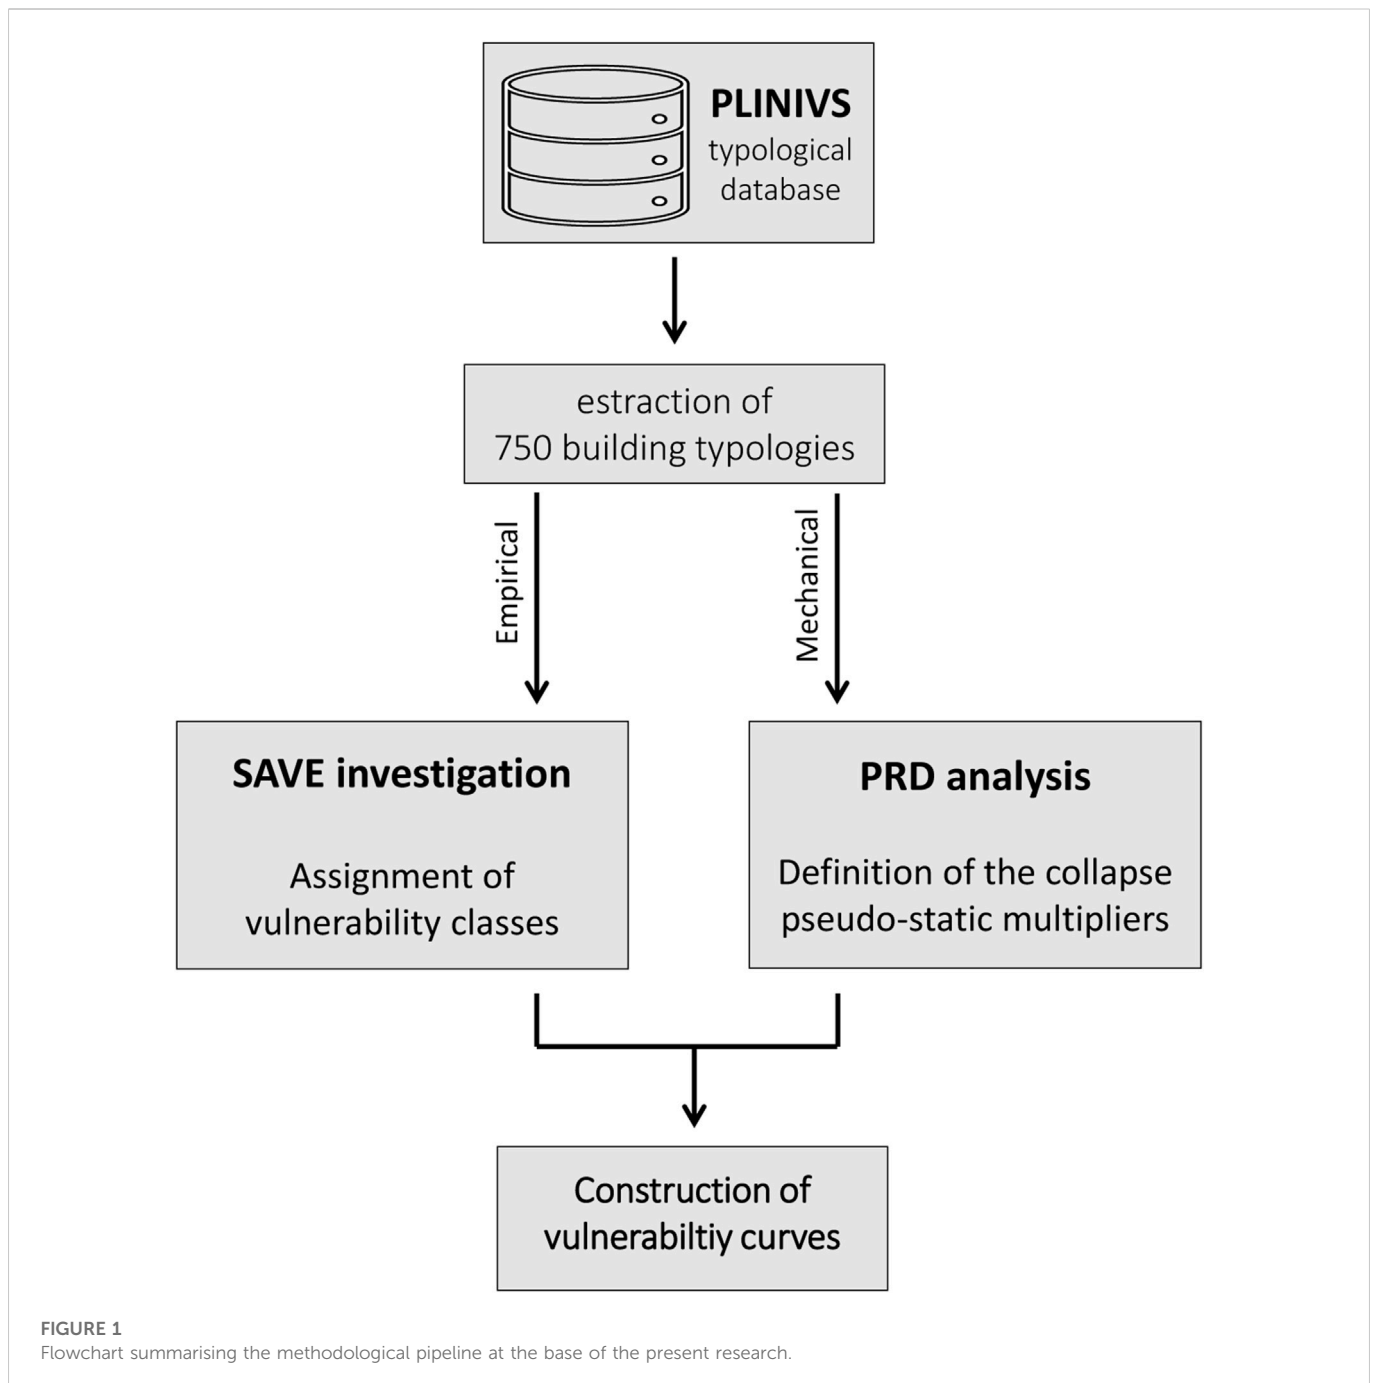 PLINIVS
typological
database
estraction of
750 building typologies
Empirical
Mechanical
SAVE investigation
Assignment of
vulnerability classes
PRD analysis
Definition of the collapse
pseudo-static multipliers
Construction of
vulnerabiltiy curves
FIGURE 1
Flowchart summarising the methodological pipeline at the base of the present research.